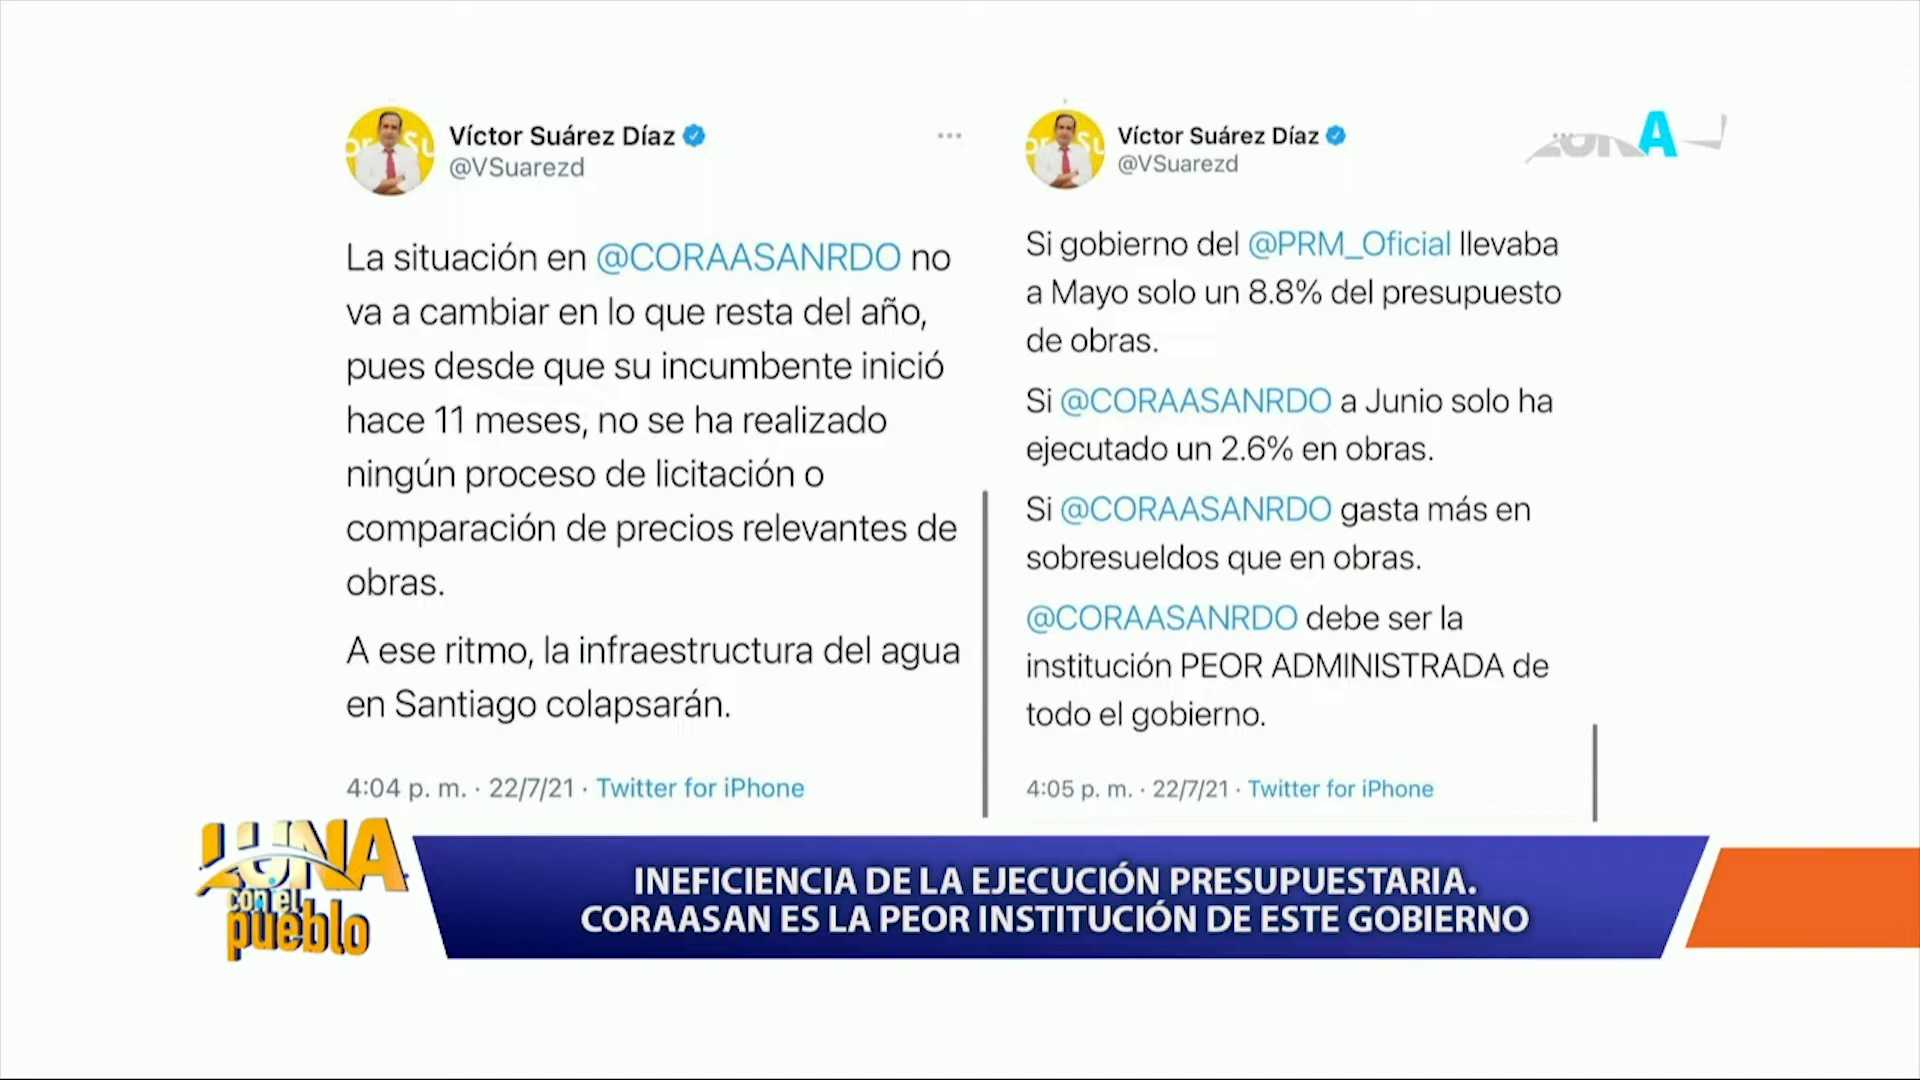 Víctor Suárez Díaz
@VSuarezd
La situación en @CORAASANRDO no
va a cambiar en lo que resta del año,
pues desde que su incumbente inició
hace 11 meses, no se ha realizado
ningún proceso de licitación o
comparación de precios relevantes de
obras.
A ese ritmo, la infraestructura del agua
en Santiago colapsarán.
4:04 p. m. · 22/7/21 · Twitter for iPhone
Víctor Suárez Díaz
@VSuarezd
Si gobierno del @PRM_Oficial llevaba
a Mayo solo un 8.8% del presupuesto
de obras.
Si @CORAASANRDO a Junio solo ha
ejecutado un 2.6% en obras.
Si @CORAASANRDO gasta más en
sobresueldos que en obras.
@CORAASANRDO debe ser la
institución PEOR ADMINISTRADA de
todo el gobierno.
4:05 p. m. · 22/7/21 · Twitter for iPhone
LUNA
con el
pueblo
INEFICIENCIA DE LA EJECUCIÓN PRESUPUESTARIA.
CORAASAN ES LA PEOR INSTITUCIÓN DE ESTE GOBIERNO